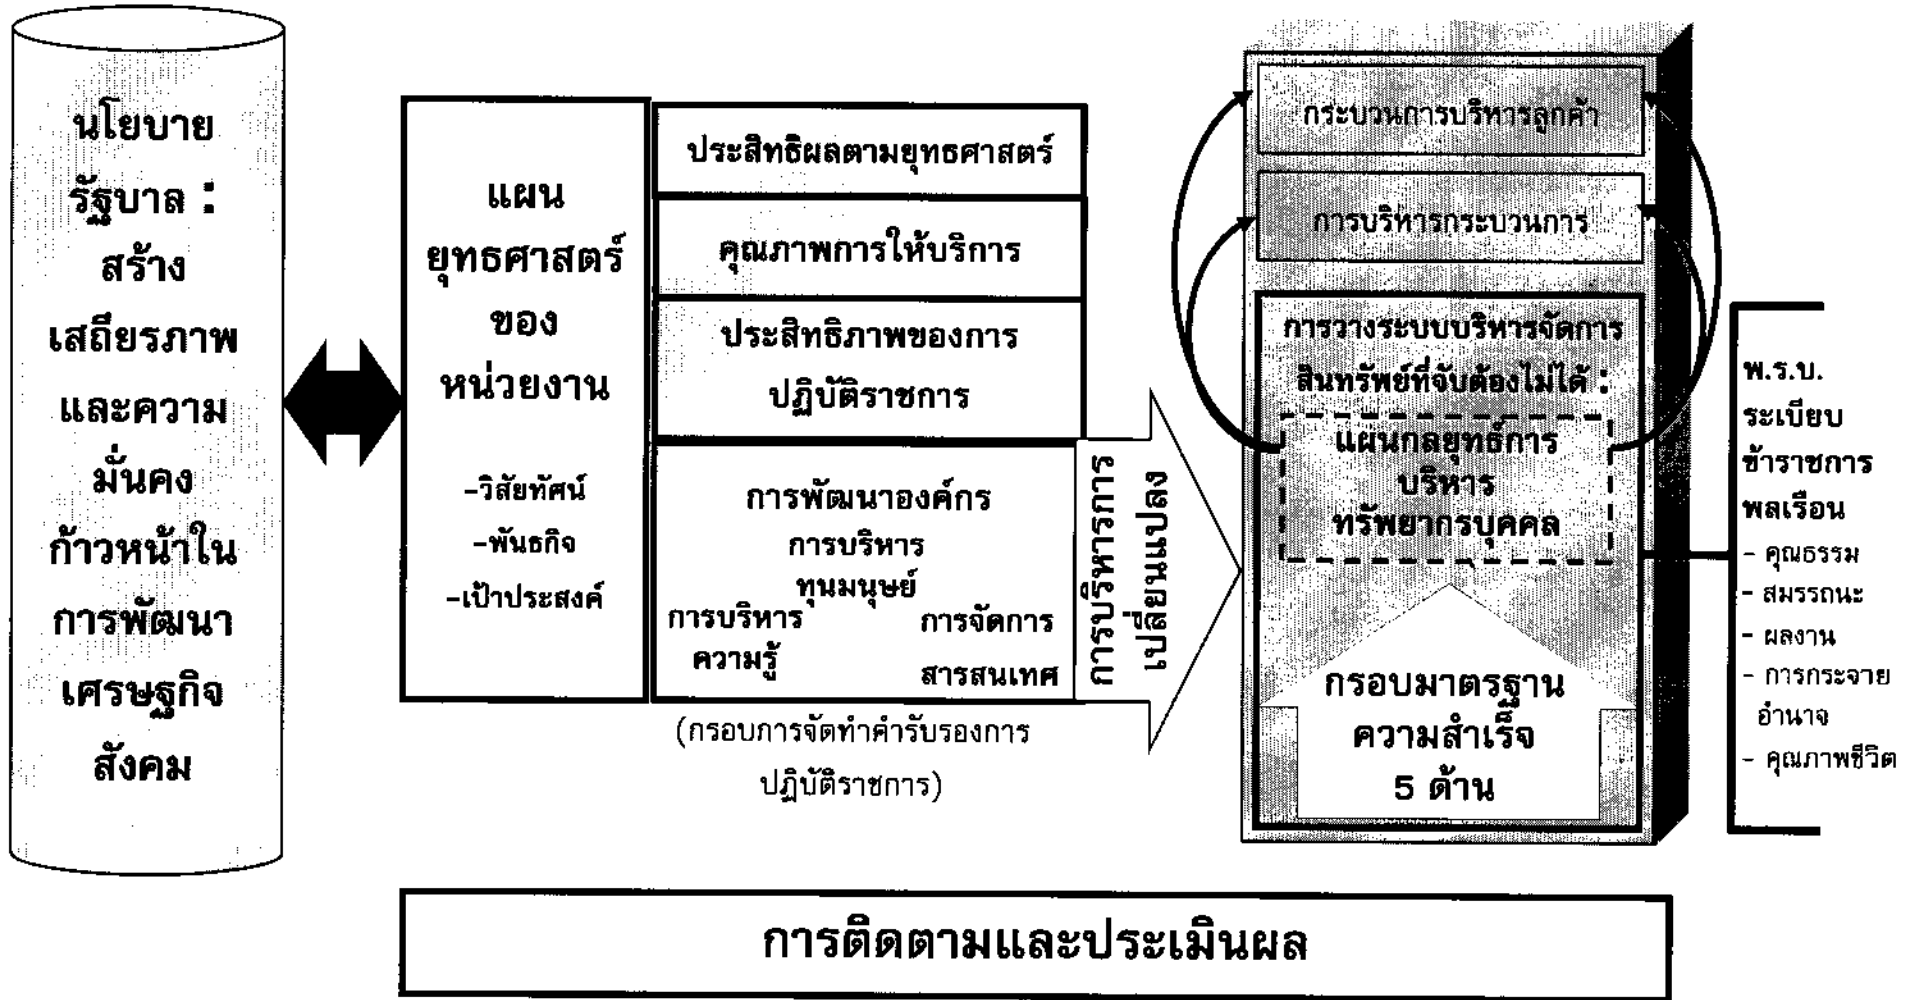 นโยบาย
รัฐบาล :
สร้าง
เสถียรภาพ
และความ
มั่นคง
ก้าวหน้าใน
การพัฒนา
เศรษฐกิจ
สังคม
แผน
ยุทธศาสตร์
ของ
หน่วยงาน
-วิสัยทัศน์
-พันธกิจ
-เป้าประสงค์
ประสิทธิผลตามยุทธศาสตร์
คุณภาพการให้บริการ
ประสิทธิภาพของการ
ปฏิบัติราชการ
การพัฒนาองค์กร
การบริหาร
ทุนมนุษย์
การบริหาร
ความรู้
การจัดการ
สารสนเทศ
(กรอบการจัดทำคำรับรองการ
ปฏิบัติราชการ)
การบริหารการ
เปลี่ยนแปลง
กระบวนการบริหารลูกค้า
การบริหารกระบวนการ
การวางระบบบริหารจัดการ
สินทรัพย์ที่จับต้องไม่ได้ :
แผนกลยุทธ์การ
บริหาร
ทรัพยากรบุคคล
กรอบมาตรฐาน
ความสำเร็จ
5 ด้าน
พ.ร.บ.
ระเบียบ
ข้าราชการ
พลเรือน
- คุณธรรม
- สมรรถนะ
- ผลงาน
- การกระจาย
อำนาจ
- คุณภาพชีวิต
การติดตามและประเมินผล